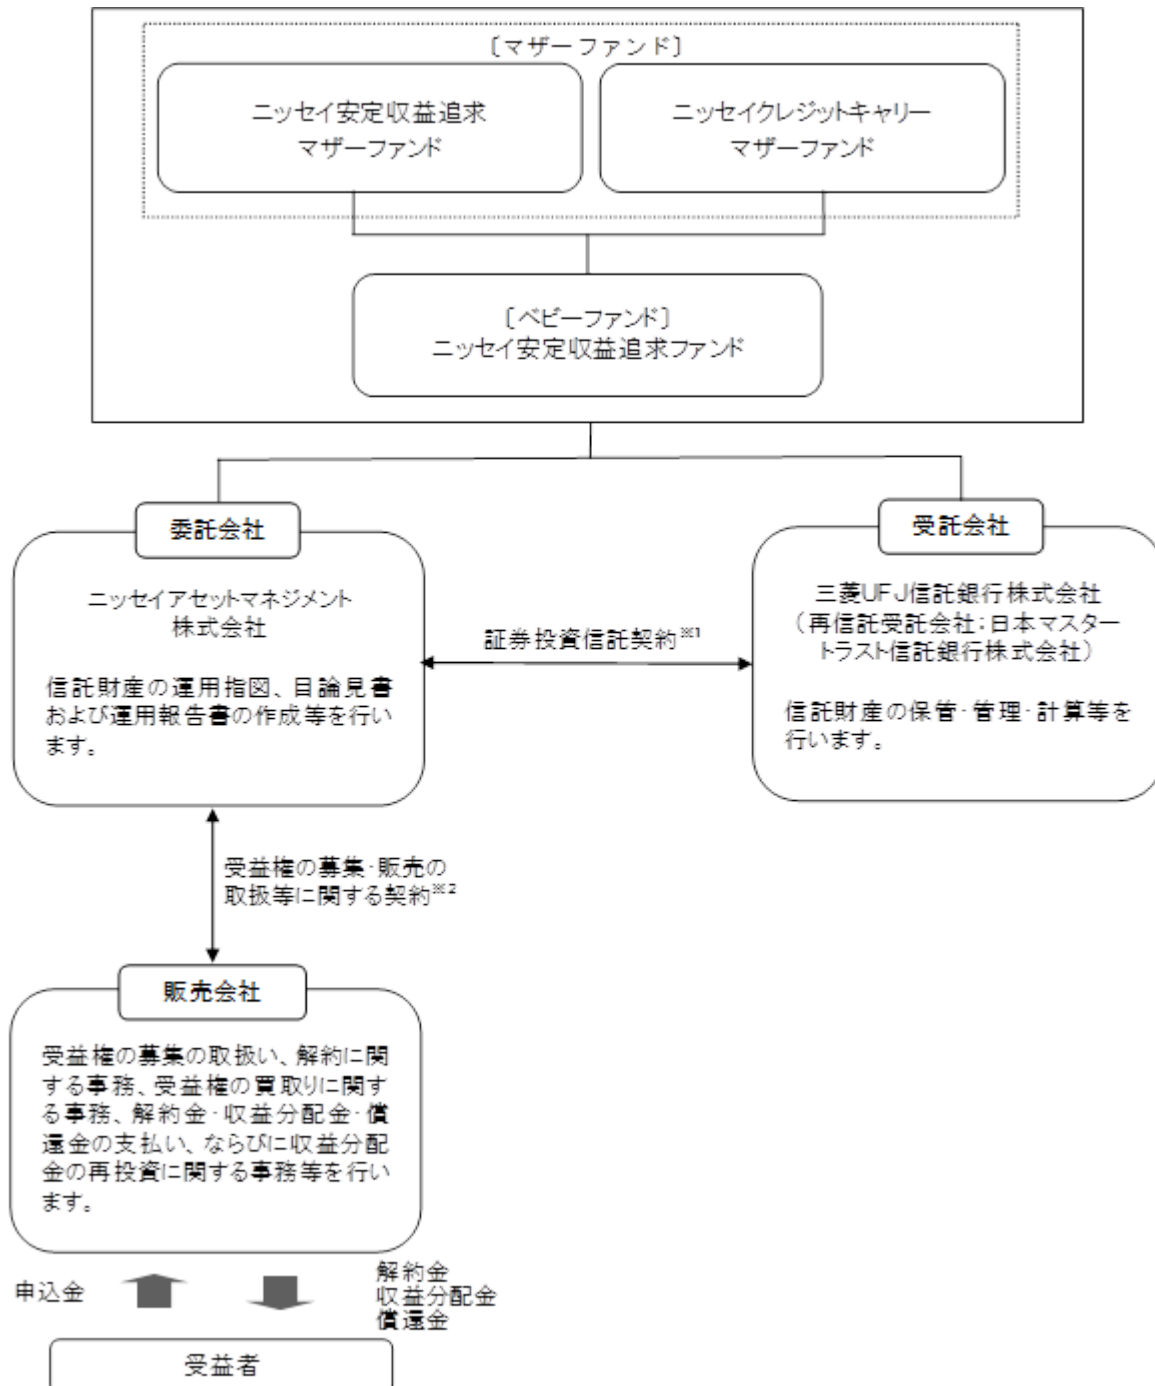 〔マザーファンド〕
ニッセイ安定収益追求
マザーファンド
ニッセイクレジットキャリー
マザーファンド
〔ベビーファンド〕
ニッセイ安定収益追求ファンド
委託会社
ニッセイアセットマネジメント
株式会社
信託財産の運用指図、目論見書
および運用報告書の作成等を行い
ます。
証券投資信託契約※1
受託会社
三菱UFJ信託銀行株式会社
（再信託受託会社：日本マスター
トラスト信託銀行株式会社）
信託財産の保管・管理・計算等を
行います。
受益権の募集・販売の
取扱等に関する契約※2
販売会社
受益権の募集の取扱い、解約に関
する事務、受益権の買取りに関す
る事務、解約金・収益分配金・償
還金の支払い、ならびに収益分配
金の再投資に関する事務等を行い
ます。
申込金
解約金
収益分配金
償還金
受益者